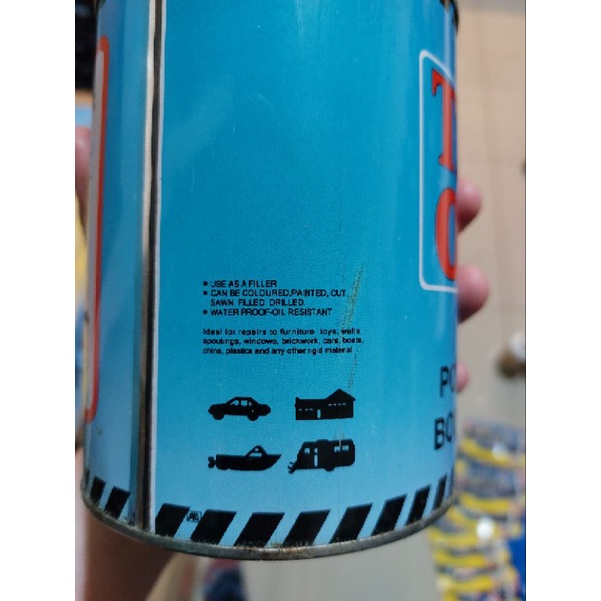 • USE AS A FILLER
• CAN BE COLOURED,PAINTED, CUT
SAWN, FILLED DRILLED
• WATER PROOF-OIL RESISTANT
Ideal for repairs to furniture toys, walls
spoutings, windows, brickwork, cars, boats,
china, plastics and any other rigid material
T
PO
BO